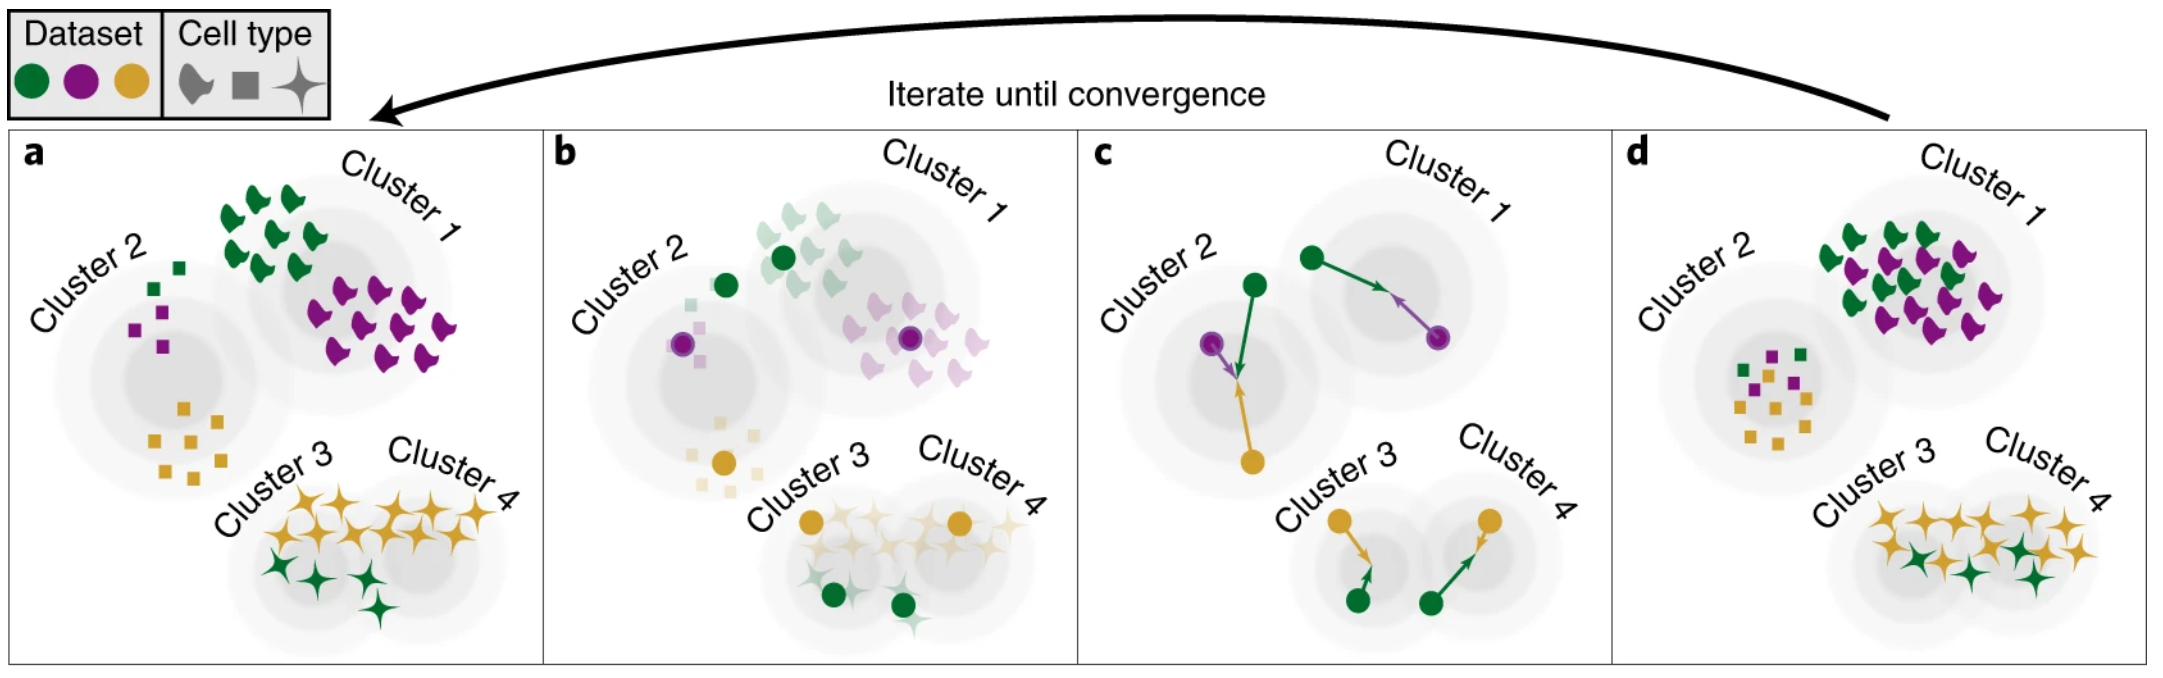 Dataset
Cell type
Iterate until convergence
a
Cluster 1
Cluster 2
Cluster 3
Cluster 4
b
Cluster 1
Cluster 2
Cluster 3
Cluster 4
c
Cluster 1
Cluster 2
Cluster 3
Cluster 4
d
Cluster 1
Cluster 2
Cluster 3
Cluster 4